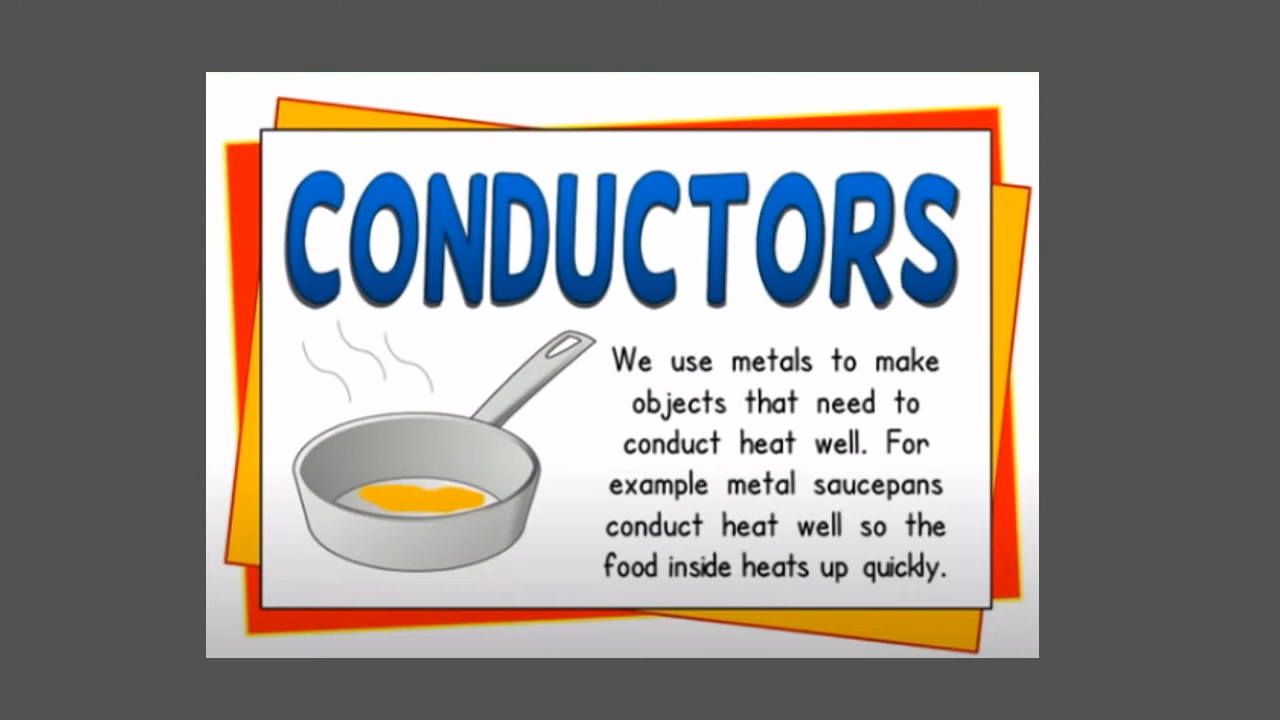 CONDUCTORS
We use metals to make
objects that need to
conduct heat well. For
example metal saucepans
conduct heat well so the
food inside heats up quickly.